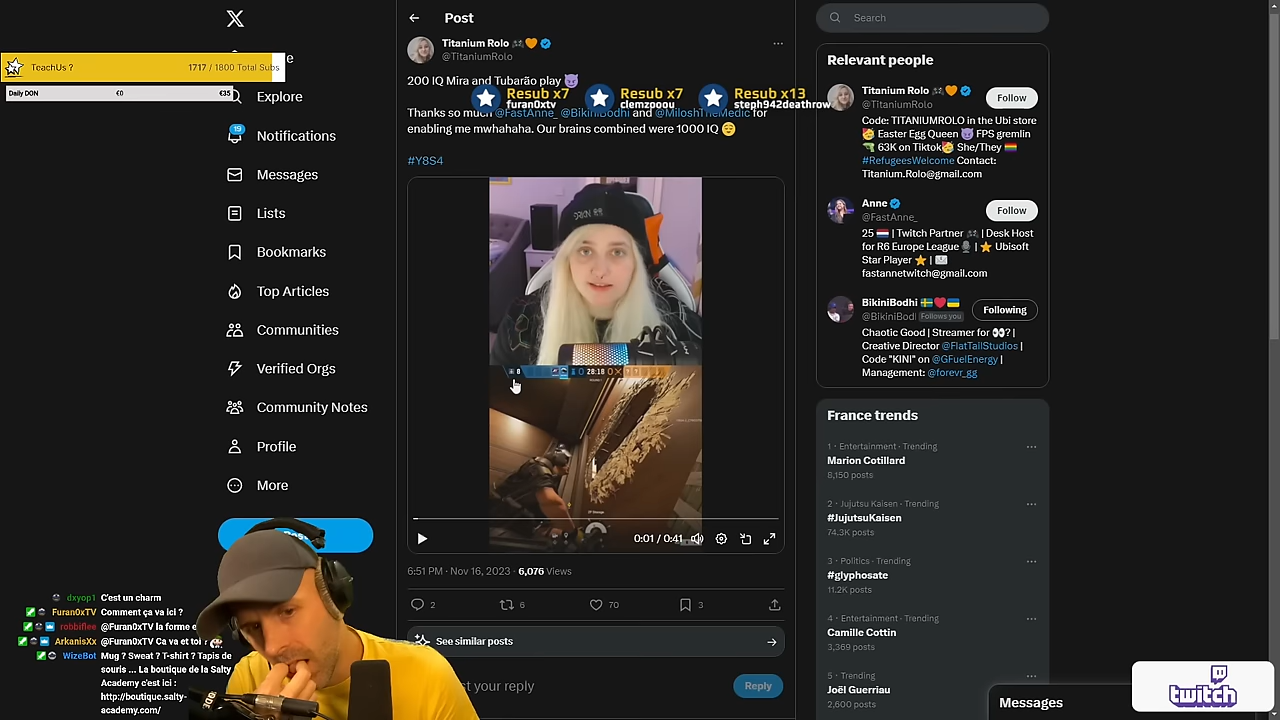 TeachUs ?
1717 / 1800 Total Subs
Daily DON
€0
€35
Explore
19
Notifications
Messages
Lists
Bookmarks
Top Articles
Communities
Verified Orgs
Community Notes
Profile
More
Post
Titanium Rolo
@TitaniumRolo
200 IQ Mira and Tubarão play 😈
Resub x7
furan0xtv
Resub x7
clemzooou
Resub x13
steph942deathrow
Thanks so much @FastAnne_ @BikiniBodhi and @MiloshTheMedic for
enabling me mwhahaha. Our brains combined were 1000 IQ 😌
#Y8S4
28:18
0:01 / 0:41
6:51 PM · Nov 16, 2023 · 6,076 Views
2
6
70
3
See similar posts
st your reply
Reply
Search
Relevant people
Titanium Rolo
@TitaniumRolo
Follow
Code: TITANIUMROLO in the Ubi store
Easter Egg Queen 😈 FPS gremlin
63K on Tiktok She/They
#RefugeesWelcome Contact:
Titanium.Rolo@gmail.com
Anne
@FastAnne_
Follow
25 | Twitch Partner | Desk Host
for R6 Europe League | Ubisoft
Star Player |
fastannetwitch@gmail.com
BikiniBodhi
@BikiniBodl
Follows you
Following
Chaotic Good | Streamer for 👀? |
Creative Director @FlatTallStudios |
Code "KINI" on @GFuelEnergy |
Management: @forevr_gg
France trends
1 · Entertainment · Trending
Marion Cotillard
8,150 posts
2 · Jujutsu Kaisen · Trending
#JujutsuKaisen
74.3K posts
3 · Politics · Trending
#glyphosate
11.2K posts
4 · Entertainment · Trending
Camille Cottin
3,369 posts
5 · Trending
Joël Guerriau
2,600 posts
Messages
twitch
dxyop1 C'est un charm
Furan0xTV Comment ça va ici ?
robbiflee @Furan0xTV la forme e
ArkanisXx @Furan0xTV Ca va et toi ?
WizeBot Mug ? Sweat ? T-shirt ? Tapis de
souris ... La boutique de la Salty
Academy c'est ici :
http://boutique.salty-
academy.com/